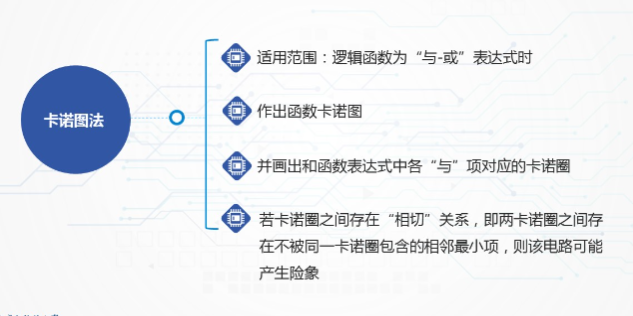 卡诺图法
适用范围：逻辑函数为“与-或”表达式时
作出函数卡诺图
并画出和函数表达式中各“与”项对应的卡诺圈
若卡诺圈之间存在“相切”关系，即两卡诺圈之间存
在不被同一卡诺圈包含的相邻最小项，则该电路可能
产生险象